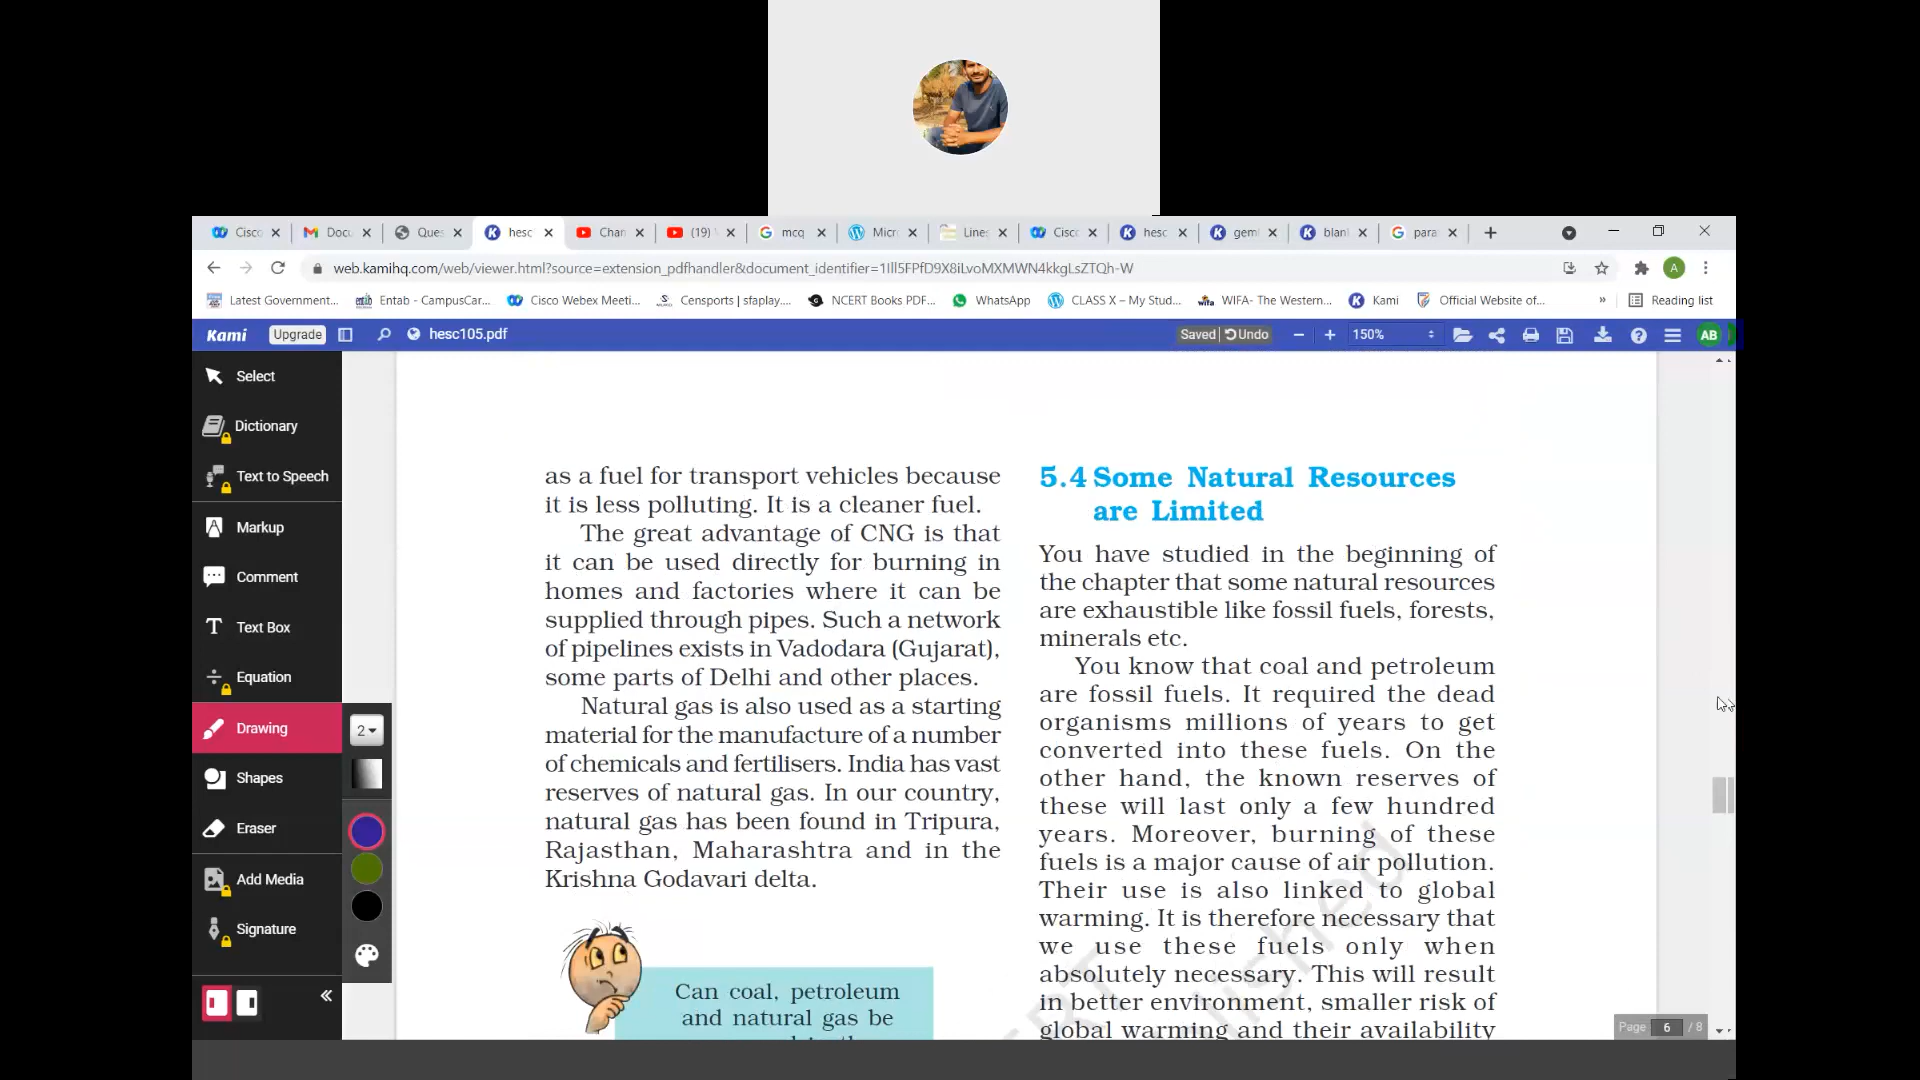 Cisco
Docu
Ques
hesc
Chan
(19)
mcq
Micr
Line
Cisco
hesc
gem
blan
para
web.kamihq.com/web/viewer.html?source=extension_pdfhandler&document_identifier=1Ill5FPfD9X8iLvoMXMWN4kkgLsZTQh-W
A
Latest Government...
Entab - CampusCar...
Cisco Webex Meeti...
Censports | sfaplay....
NCERT Books PDF...
WhatsApp
CLASS X – My Stud...
WIFA- The Western...
Kami
Official Website of...
»
Reading list
Kami
Upgrade
hesc105.pdf
Saved
Undo
150%
AB
Select
Dictionary
Text to Speech
Markup
Comment
Text Box
Equation
Drawing
Shapes
Eraser
Add Media
Signature
2
as a fuel for transport vehicles because
it is less polluting. It is a cleaner fuel.
The great advantage of CNG is that
it can be used directly for burning in
homes and factories where it can be
supplied through pipes. Such a network
of pipelines exists in Vadodara (Gujarat),
some parts of Delhi and other places.
Natural gas is also used as a starting
material for the manufacture of a number
of chemicals and fertilisers. India has vast
reserves of natural gas. In our country,
natural gas has been found in Tripura,
Rajasthan, Maharashtra and in the
Krishna Godavari delta.
Can coal, petroleum
and natural gas be
5.4 Some Natural Resources
are Limited
You have studied in the beginning of
the chapter that some natural resources
are exhaustible like fossil fuels, forests,
minerals etc.
You know that coal and petroleum
are fossil fuels. It required the dead
organisms millions of years to get
converted into these fuels. On the
other hand, the known reserves of
these will last only a few hundred
years. Moreover, burning of these
fuels is a major cause of air pollution.
Their use is also linked to global
warming. It is therefore necessary that
we use these fuels only when
absolutely necessary. This will result
in better environment, smaller risk of
global warming and their availability
Page 6 / 8